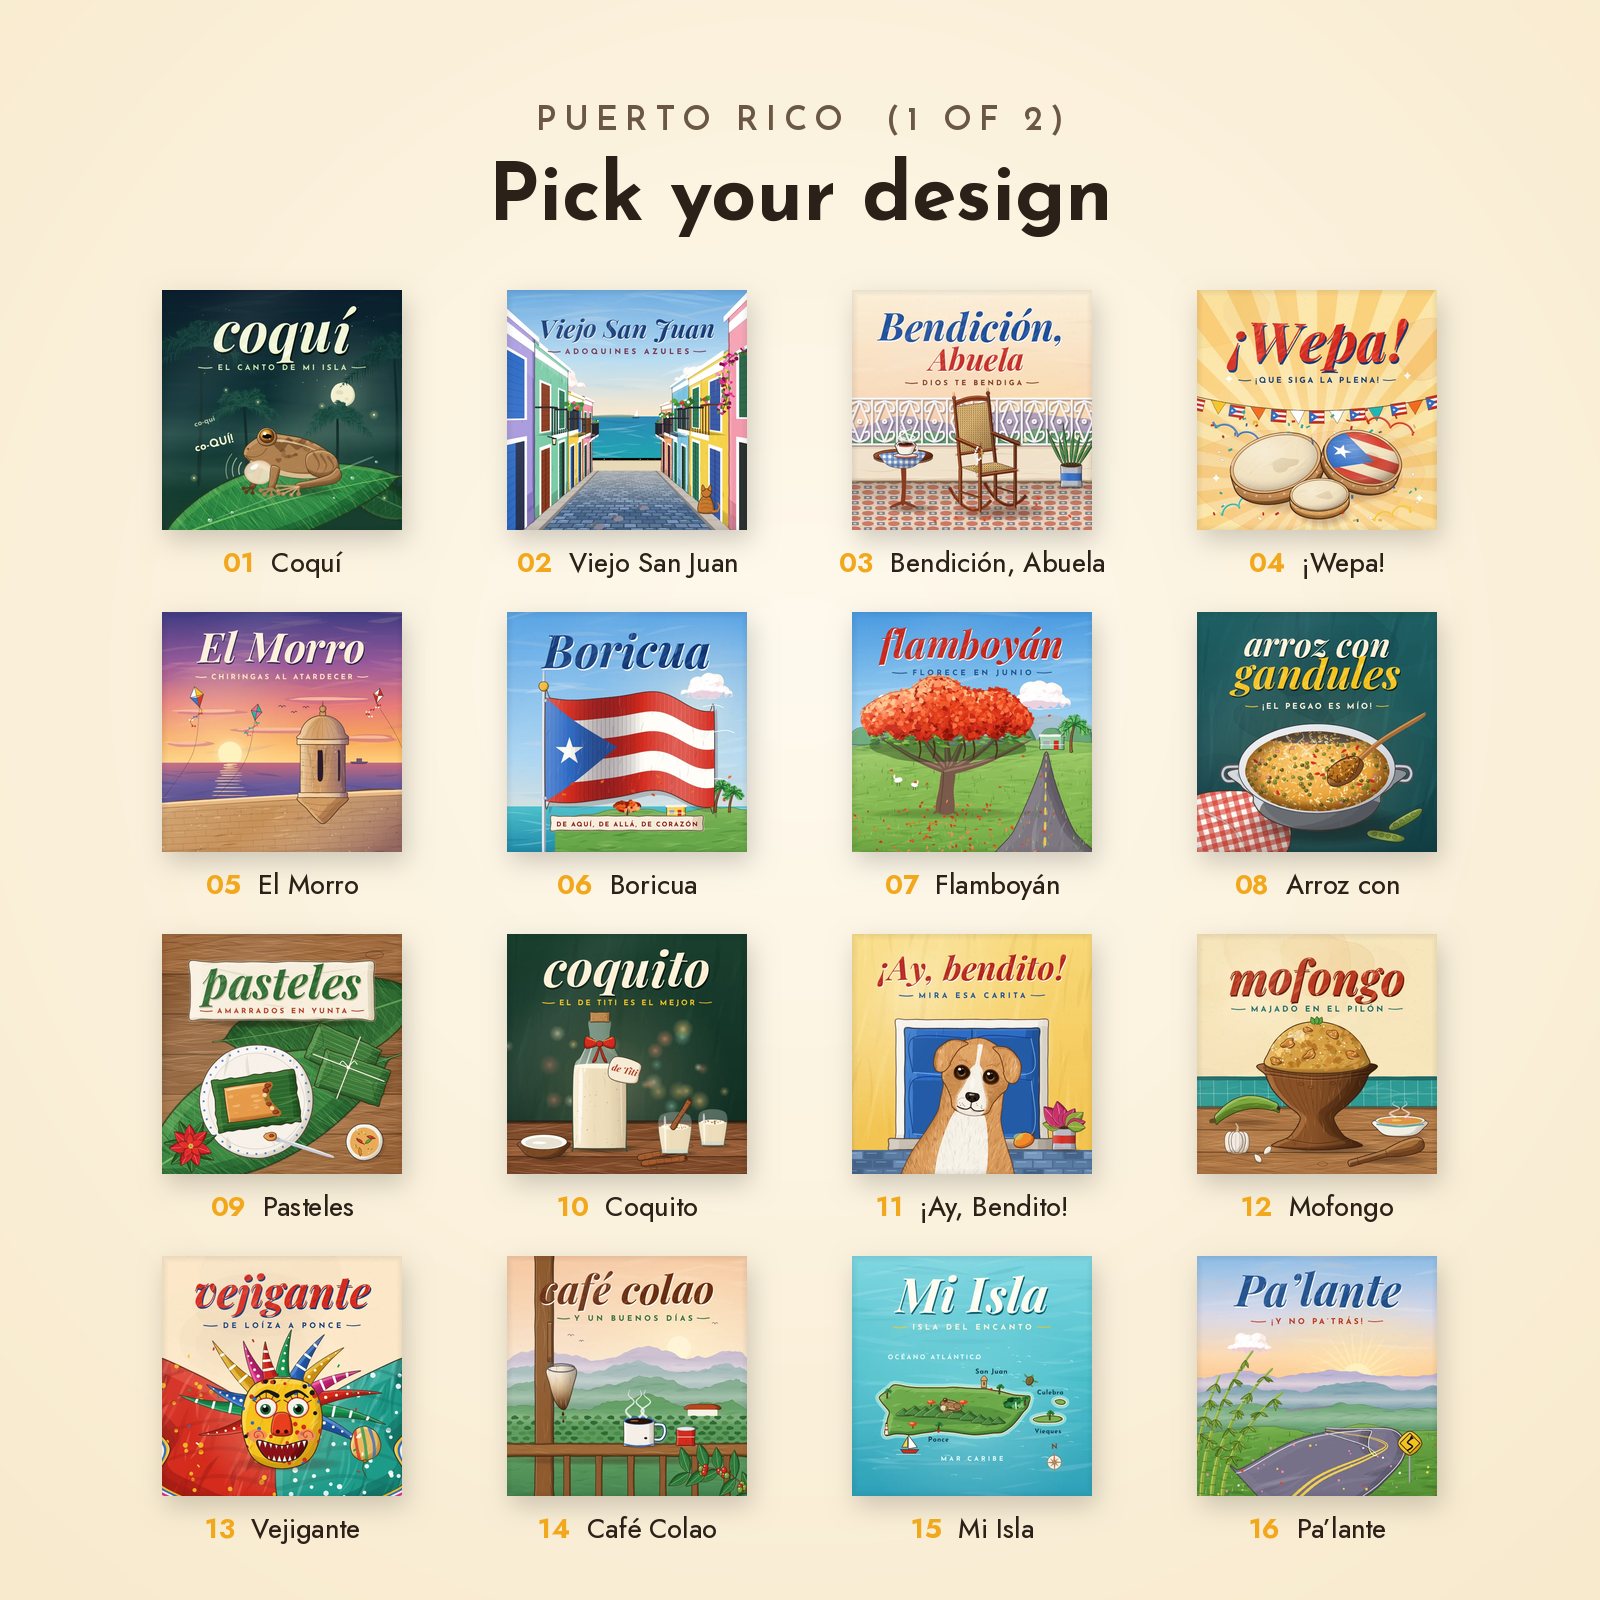 PUERTO RICO (1 OF 2)
Pick your design
coquí
EL CANTO DE MI ISLA
co-quí
co-QUÍ!
01 Coquí
Viejo San Juan
ADOQUINES AZULES
02 Viejo San Juan
Bendición,
Abuela
DIOS TE BENDIGA
03 Bendición, Abuela
¡Wepa!
¡QUE SIGA LA PLENA!
04 ¡Wepa!
El Morro
CHIRINGAS AL ATARDECER
05 El Morro
Boricua
DE AQUÍ, DE ALLÁ, DE CORAZÓN
06 Boricua
flamboyán
FLORECE EN JUNIO
07 Flamboyán
arroz con
gandules
¡EL PEGAO ES MÍO!
08 Arroz con
pasteles
AMARRADOS EN YUNTA
09 Pasteles
coquito
EL DE TITI ES EL MEJOR
de Titi
10 Coquito
¡Ay, bendito!
MIRA ESA CARITA
11 ¡Ay, Bendito!
mofongo
MAJADO EN EL PILÓN
12 Mofongo
vejigante
DE LOÍZA A PONCE
13 Vejigante
café colao
Y UN BUENOS DÍAS
14 Café Colao
Mi Isla
ISLA DEL ENCANTO
OCÉANO ATLÁNTICO
San Juan
Culebra
Vieques
Ponce
N
MAR CARIBE
15 Mi Isla
Pa'lante
¡Y NO PA'TRÁS!
16 Pa'lante